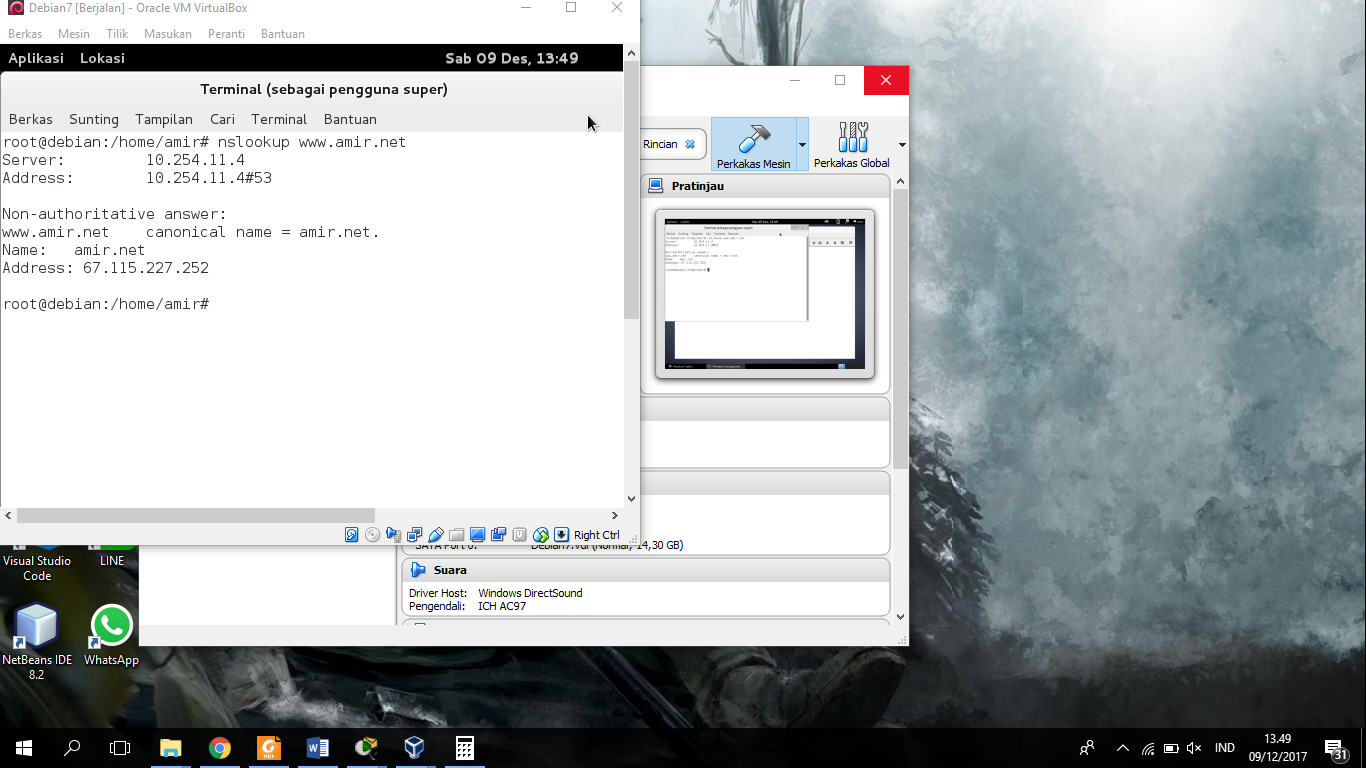 Debian7 [Berjalan] - Oracle VM VirtualBox
Berkas Mesin Tilik Masukan Peranti Bantuan
Aplikasi Lokasi Sab 09 Des, 13:49
Terminal (sebagai pengguna super)
Berkas Sunting Tampilan Cari Terminal Bantuan
root@debian:/home/amir# nslookup www.amir.net
Server: 10.254.11.4
Address: 10.254.11.4#53
Non-authoritative answer:
www.amir.net canonical name = amir.net.
Name: amir.net
Address: 67.115.227.252
root@debian:/home/amir#
Right Ctrl
Rincian
Perkakas Mesin
Perkakas Global
Pratinjau
SATA Port 0: Debian7.vdi (Normal, 14,30 GB)
Suara
Driver Host: Windows DirectSound
Pengendali: ICH AC97
Visual Studio
Code
LINE
NetBeans IDE
8.2
WhatsApp
PDF
IND
13.49
09/12/2017
31